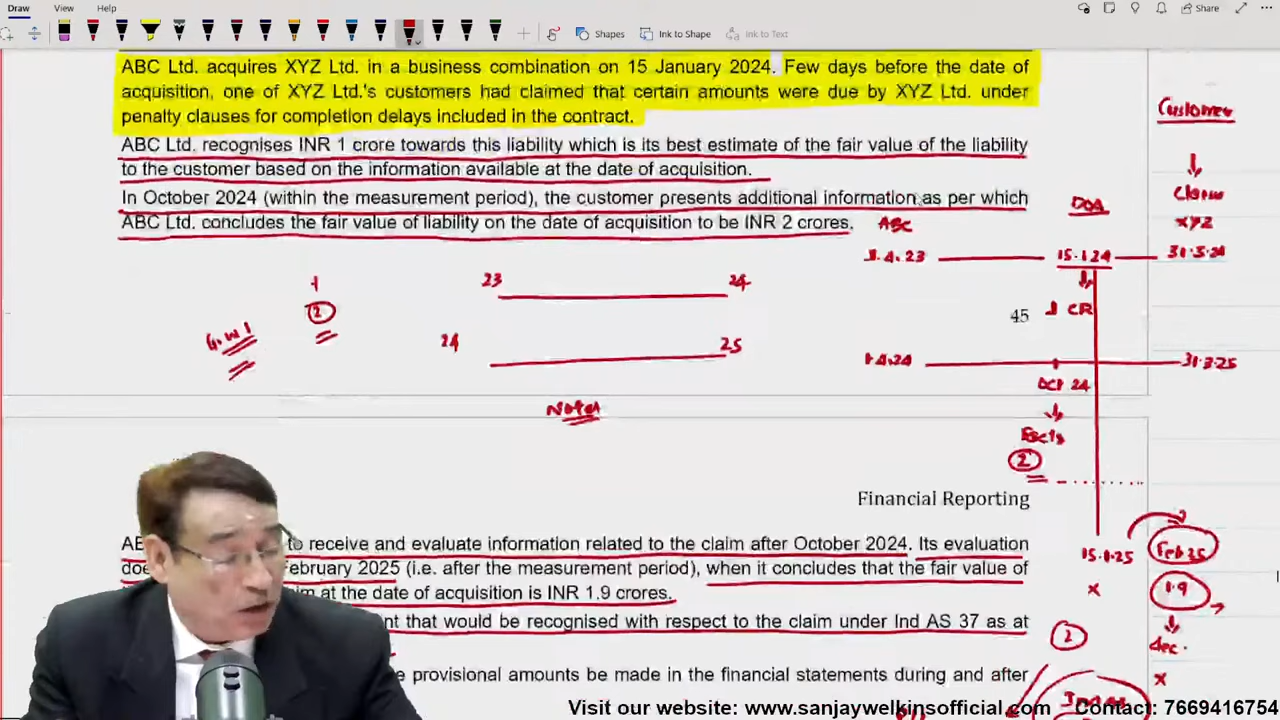 Draw View Help
Share
Shapes Ink to Shape Ink to Text
ABC Ltd. acquires XYZ Ltd. in a business combination on 15 January 2024. Few days before the date of
acquisition, one of XYZ Ltd.'s customers had claimed that certain amounts were due by XYZ Ltd. under
penalty clauses for completion delays included in the contract.
ABC Ltd. recognises INR 1 crore towards this liability which is its best estimate of the fair value of the liability
to the customer based on the information available at the date of acquisition.
In October 2024 (within the measurement period), the customer presents additional information as per which
ABC Ltd. concludes the fair value of liability on the date of acquisition to be INR 2 crores.
Customer
Claim
XYZ
DOA
ABC
1.4.23 15.1.24 31.3.24
1 CR
23 24
1
2
G.W
24 25
45
1.4.24 31.3.25
Oct 24
Facts
2
Notes
Financial Reporting
to receive and evaluate information related to the claim after October 2024. Its evaluation
February 2025 (i.e. after the measurement period), when it concludes that the fair value of
at the date of acquisition is INR 1.9 crores.
that would be recognised with respect to the claim under Ind AS 37 as at
provisional amounts be made in the financial statements during and after
15.1.25 Feb 25
x 1.9
2 dec.
x
Visit our website: www.sanjaywelkinsofficial.com Contact: 7669416754